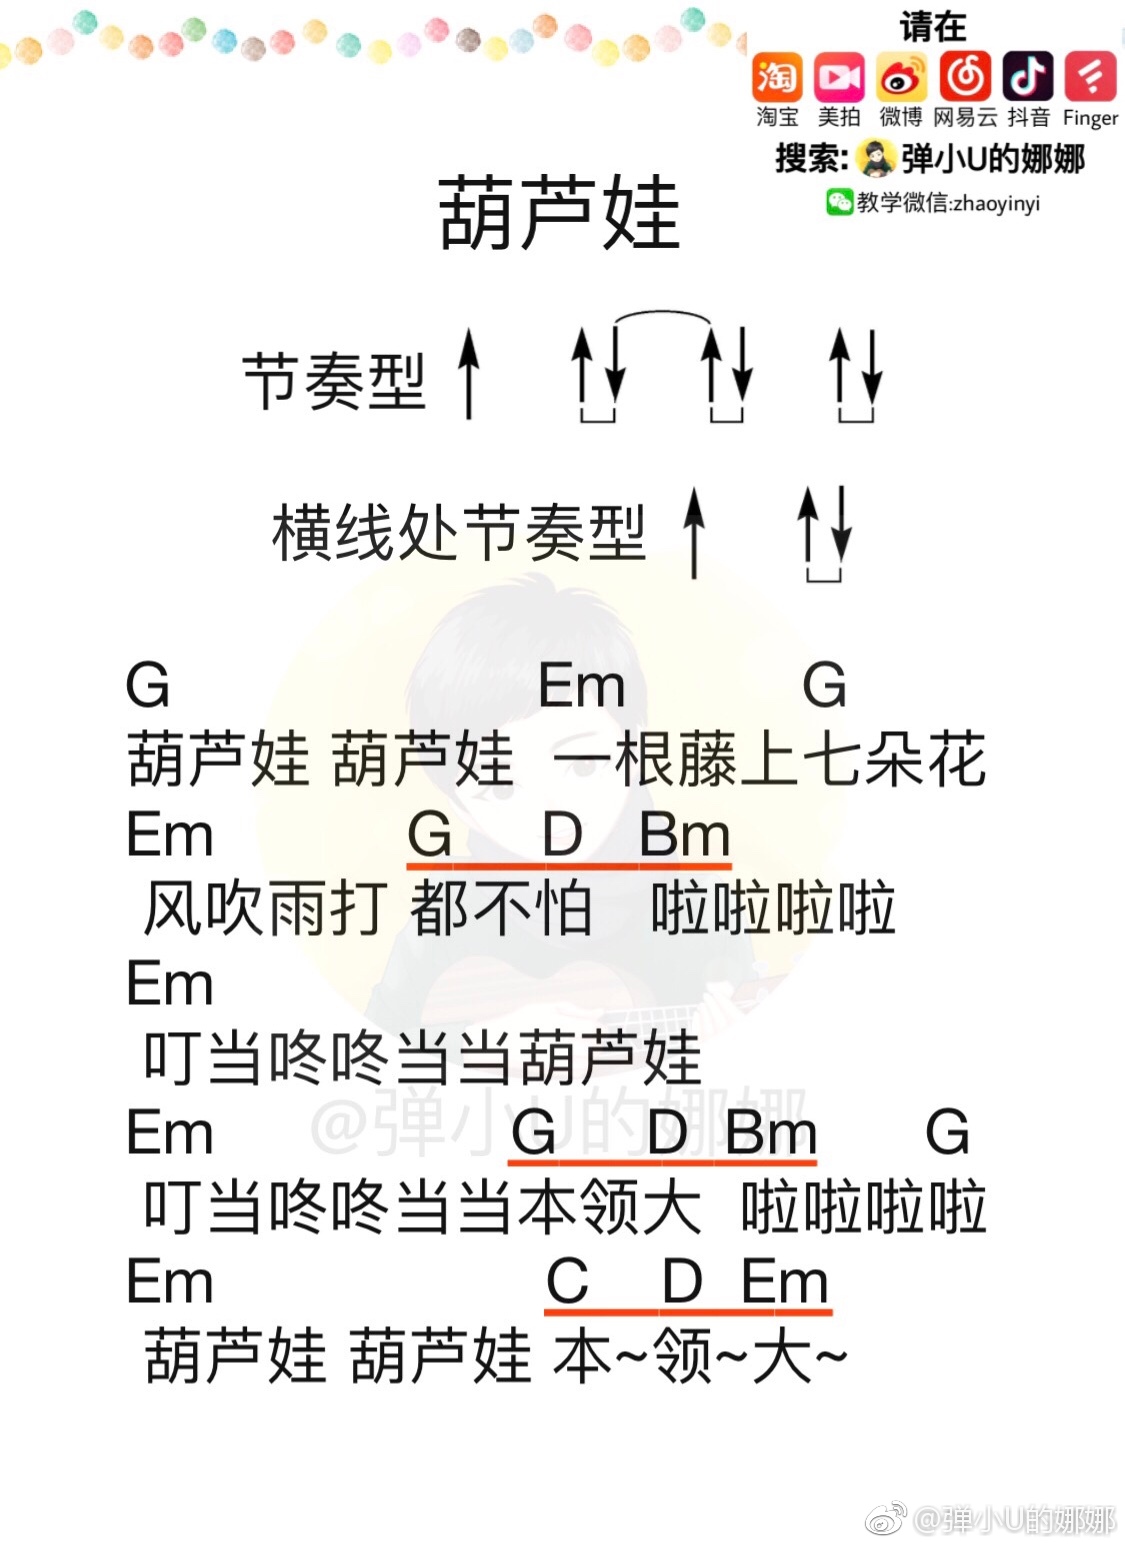 请在
淘
淘宝 美拍 微博 网易云 抖音 Finger
搜索: 弹小U的娜娜
教学微信:zhaoyinyi
葫芦娃
节奏型
横线处节奏型
G Em G
葫芦娃 葫芦娃 一根藤上七朵花
Em G D Bm
风吹雨打 都不怕 啦啦啦啦
Em
叮当咚咚当当葫芦娃
@弹小U的娜娜
Em G D Bm G
叮当咚咚当当本领大 啦啦啦啦
Em C D Em
葫芦娃 葫芦娃 本~领~大~
@弹小U的娜娜